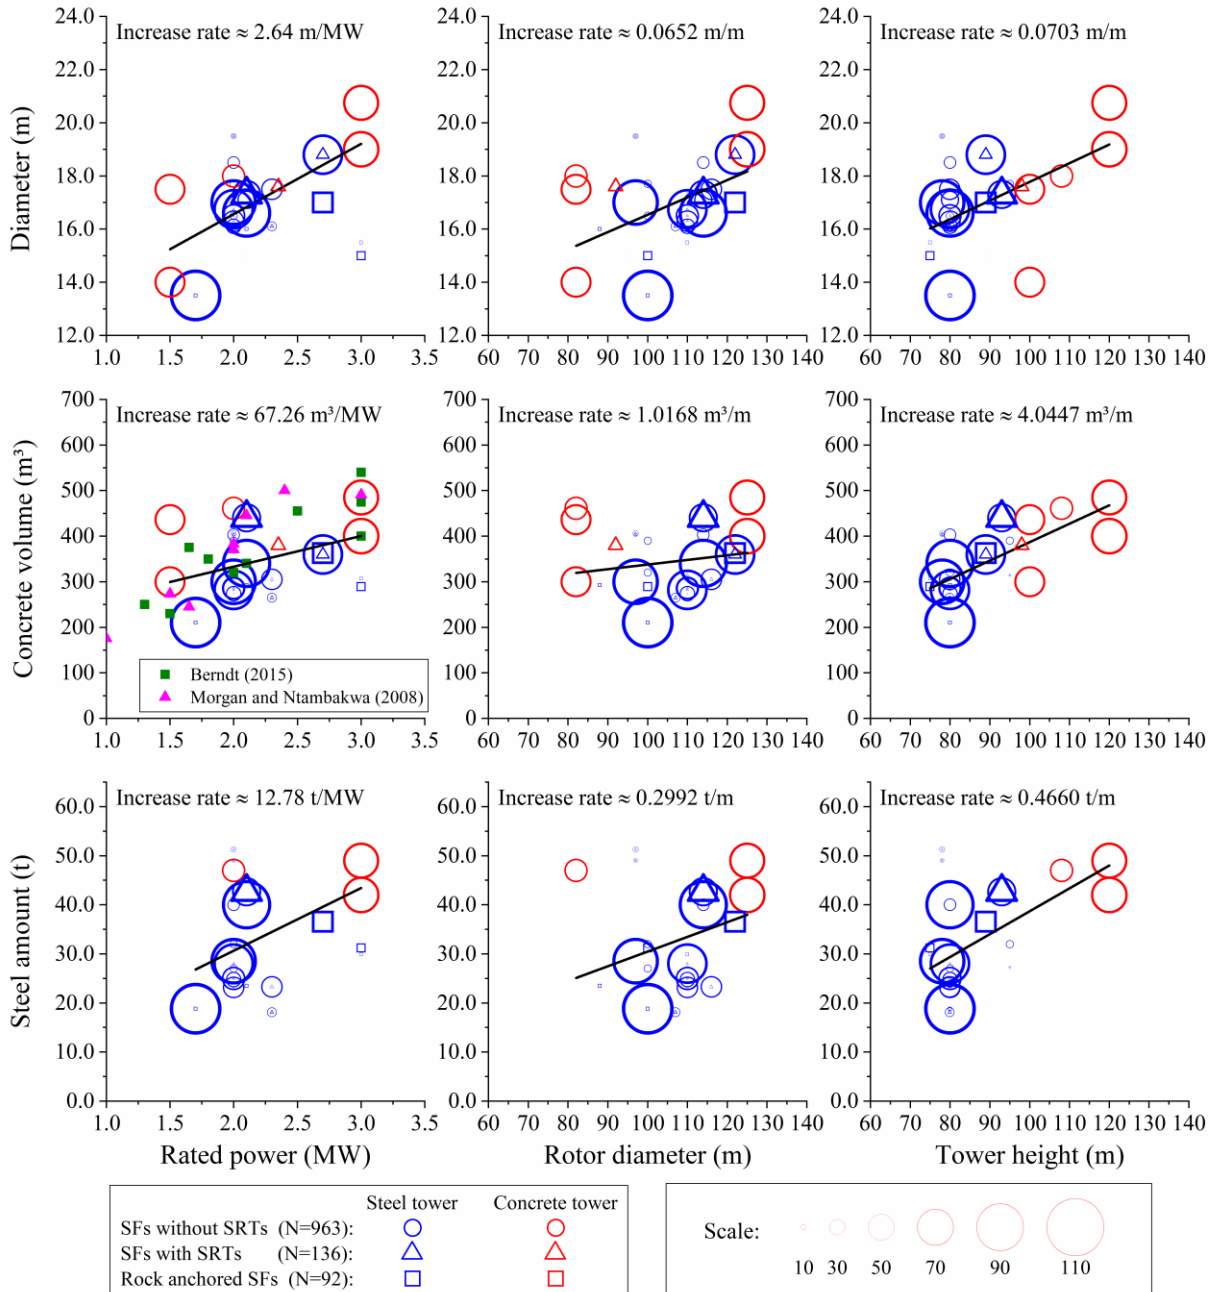 Increase rate ≈ 2.64 m/MW
Increase rate ≈ 0.0652 m/m
Increase rate ≈ 0.0703 m/m
Diameter (m)
24.0
22.0
20.0
18.0
16.0
14.0
12.0
1.0 1.5 2.0 2.5 3.0 3.5
24.0
22.0
20.0
18.0
16.0
14.0
12.0
60 70 80 90 100 110 120 130 140
24.0
22.0
20.0
18.0
16.0
14.0
12.0
60 70 80 90 100 110 120 130 140
Increase rate ≈ 67.26 m³/MW
Increase rate ≈ 1.0168 m³/m
Increase rate ≈ 4.0447 m³/m
Concrete volume (m³)
700
600
500
400
300
200
100
0
Berndt (2015)
Morgan and Ntambakwa (2008)
1.0 1.5 2.0 2.5 3.0 3.5
700
600
500
400
300
200
100
0
60 70 80 90 100 110 120 130 140
700
600
500
400
300
200
100
0
60 70 80 90 100 110 120 130 140
Increase rate ≈ 12.78 t/MW
Increase rate ≈ 0.2992 t/m
Increase rate ≈ 0.4660 t/m
Steel amount (t)
60.0
50.0
40.0
30.0
20.0
10.0
0.0
1.0 1.5 2.0 2.5 3.0 3.5
Rated power (MW)
60.0
50.0
40.0
30.0
20.0
10.0
0.0
60 70 80 90 100 110 120 130 140
Rotor diameter (m)
60.0
50.0
40.0
30.0
20.0
10.0
0.0
60 70 80 90 100 110 120 130 140
Tower height (m)
Steel tower Concrete tower
SFs without SRTs (N=963):
SFs with SRTs (N=136):
Rock anchored SFs (N=92):
Scale:
10 30 50 70 90 110